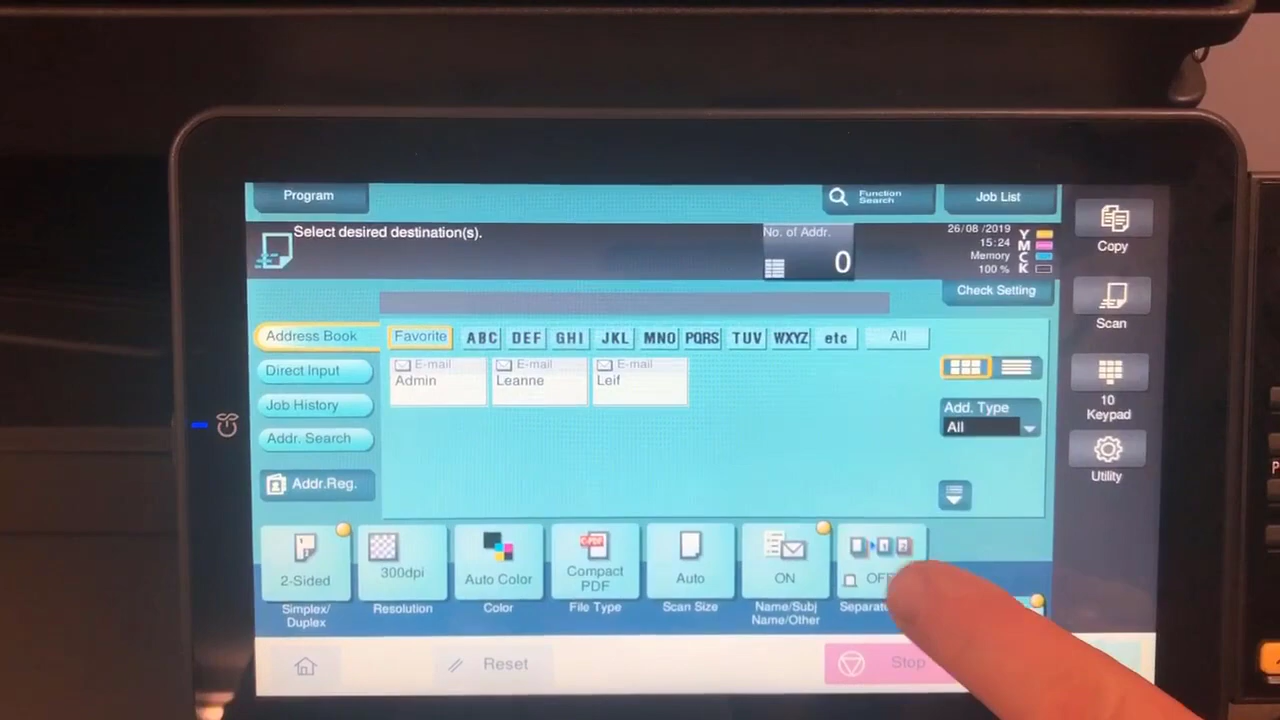 Program
Function
Search
Job List
Select desired destination(s).
No. of Addr.
0
26/08 /2019
15:24
Memory
100 %
Y
M
C
K
Copy
Check Setting
Scan
Address Book
Favorite
ABC
DEF
GHI
JKL
MNO
PQRS
TUV
WXYZ
etc
All
Direct Input
E-mail
Admin
E-mail
Leanne
E-mail
Leif
Job History
Add. Type
All
10
Keypad
Addr. Search
Utility
Addr.Reg.
2-Sided
Simplex/
Duplex
300dpi
Resolution
Auto Color
Color
C-PDF
Compact
PDF
File Type
Auto
Scan Size
ON
Name/Subj
Name/Other
1
2
Reset
Stop